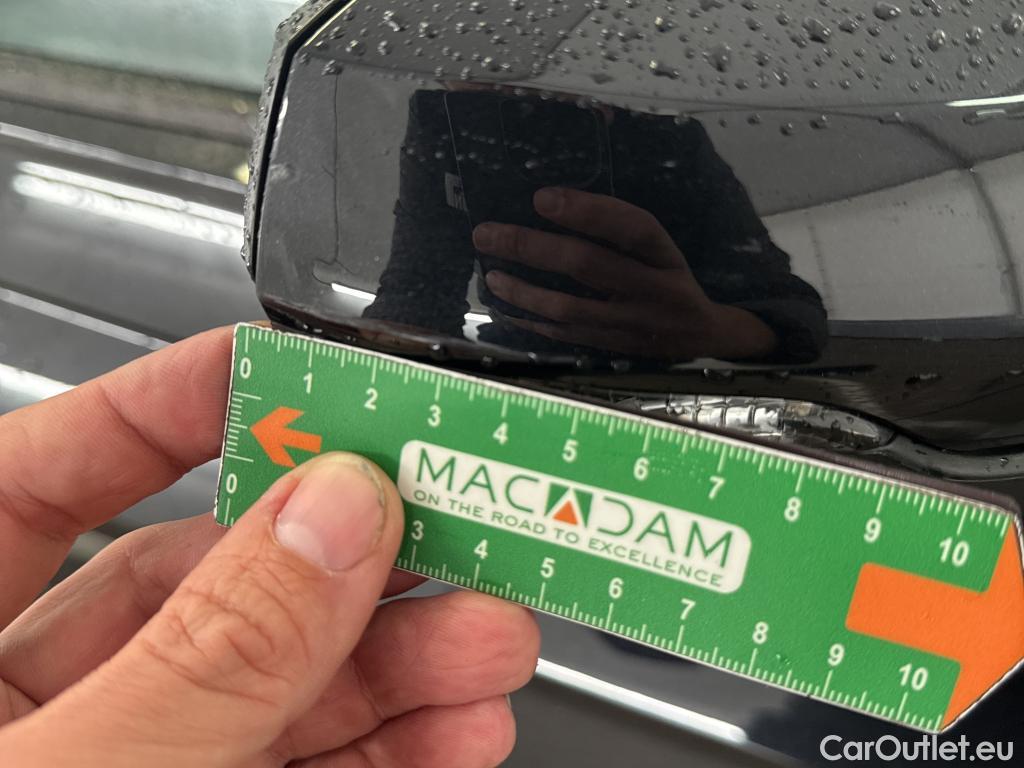 0 1 2 3 4 5 6 7 8 9 10
MACADAM
ON THE ROAD TO EXCELLENCE
0 3 4 5 6 7 8 9 10
CarOutlet.eu